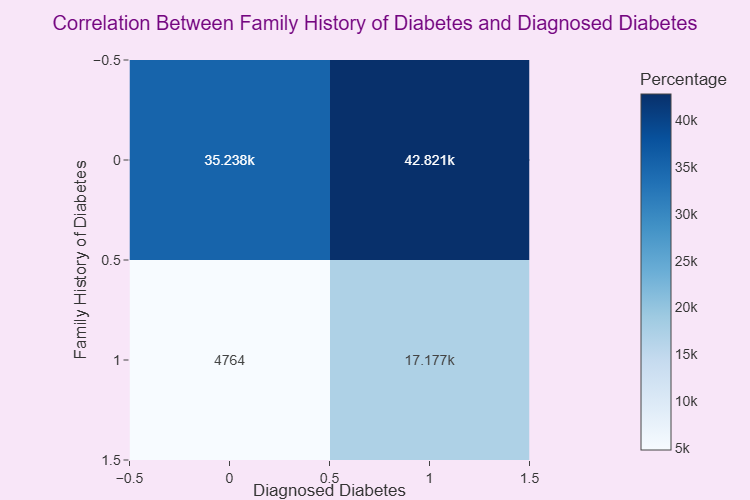 Correlation Between Family History of Diabetes and Diagnosed Diabetes
Percentage
−0.5
0
0.5
1
1.5
Family History of Diabetes
35.238k
42.821k
4764
17.177k
−0.5
0
0.5
1
1.5
Diagnosed Diabetes
40k
35k
30k
25k
20k
15k
10k
5k